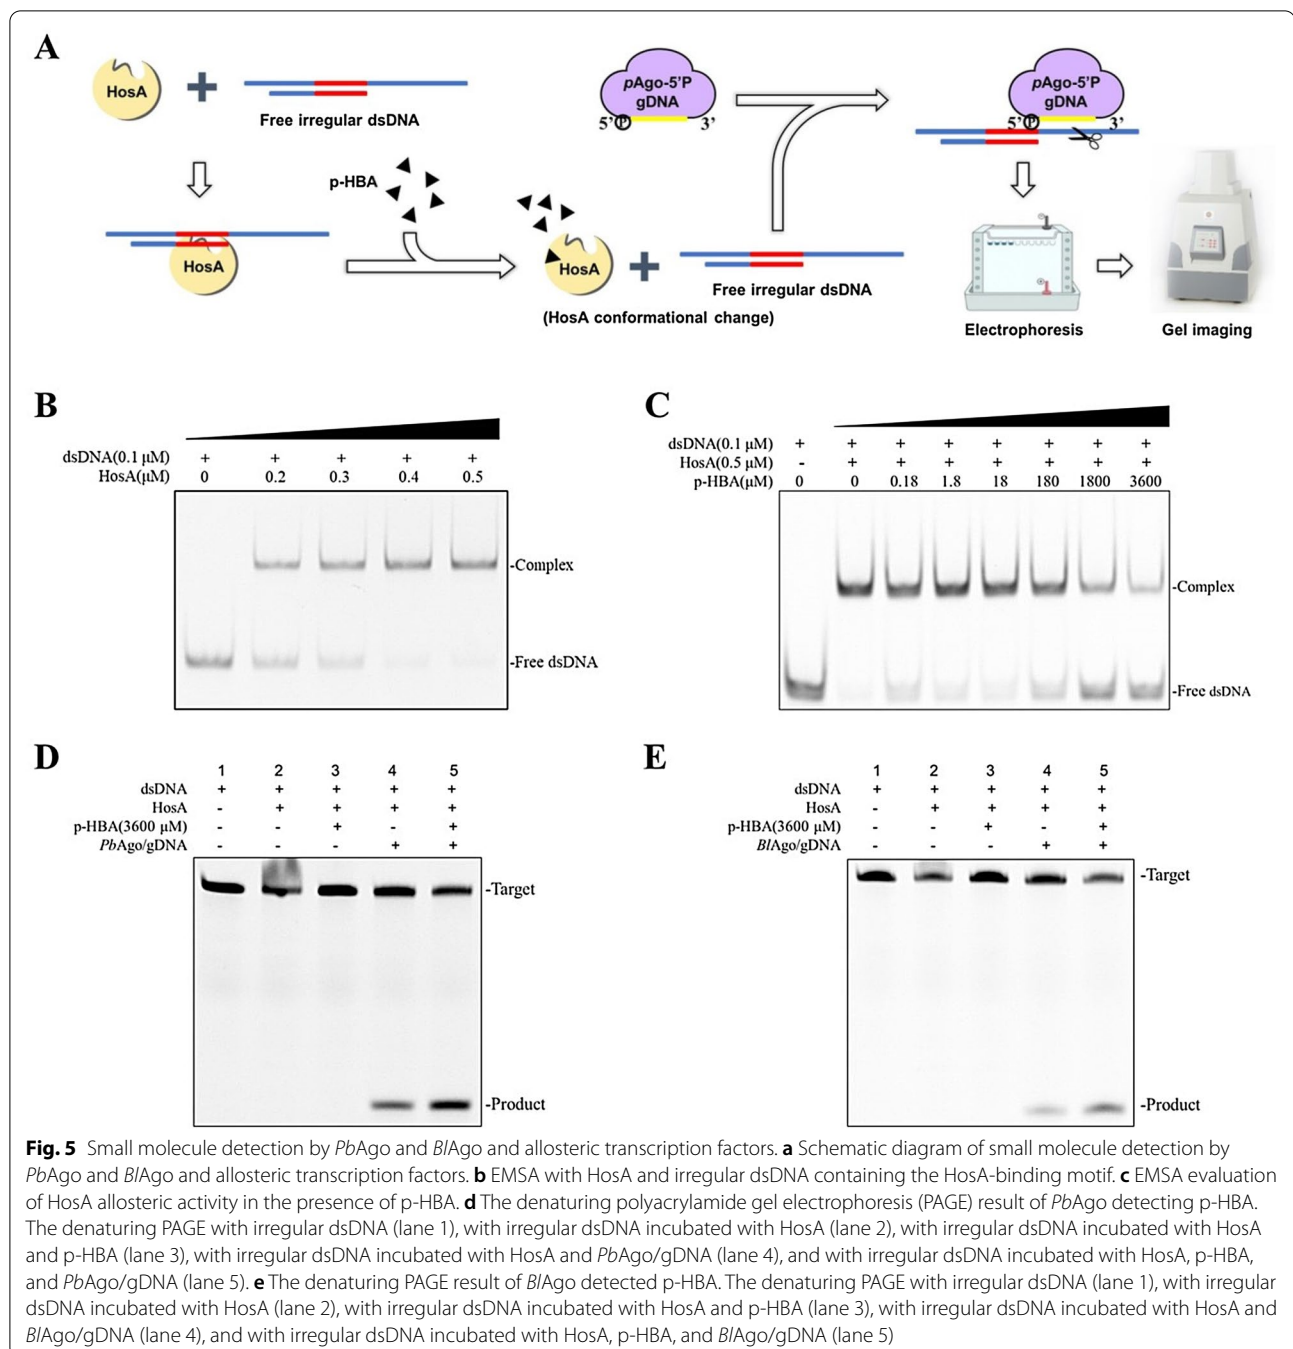 A
HosA
Free irregular dsDNA
pAgo-5'P
gDNA
5' P 3'
pAgo-5'P
gDNA
5' P 3'
p-HBA
HosA
HosA
(HosA conformational change)
Free irregular dsDNA
Electrophoresis
Gel imaging
B
dsDNA(0.1 μM) + + + + +
HosA(μM) 0 0.2 0.3 0.4 0.5
-Complex
-Free dsDNA
C
dsDNA(0.1 μM) + + + + + + + +
HosA(0.5 μM) - + + + + + + +
p-HBA(μM) 0 0 0.18 1.8 18 180 1800 3600
-Complex
-Free dsDNA
D
1 2 3 4 5
dsDNA + + + + +
HosA - + + + +
p-HBA(3600 μM) - - + - +
PbAgo/gDNA - - - + +
-Target
-Product
E
1 2 3 4 5
dsDNA + + + + +
HosA - + + + +
p-HBA(3600 μM) - - + - +
BlAgo/gDNA - - - + +
-Target
-Product
Fig. 5 Small molecule detection by PbAgo and BlAgo and allosteric transcription factors. a Schematic diagram of small molecule detection by
PbAgo and BlAgo and allosteric transcription factors. b EMSA with HosA and irregular dsDNA containing the HosA-binding motif. c EMSA evaluation
of HosA allosteric activity in the presence of p-HBA. d The denaturing polyacrylamide gel electrophoresis (PAGE) result of PbAgo detecting p-HBA.
The denaturing PAGE with irregular dsDNA (lane 1), with irregular dsDNA incubated with HosA (lane 2), with irregular dsDNA incubated with HosA
and p-HBA (lane 3), with irregular dsDNA incubated with HosA and PbAgo/gDNA (lane 4), and with irregular dsDNA incubated with HosA, p-HBA,
and PbAgo/gDNA (lane 5). e The denaturing PAGE result of BlAgo detected p-HBA. The denaturing PAGE with irregular dsDNA (lane 1), with irregular
dsDNA incubated with HosA (lane 2), with irregular dsDNA incubated with HosA and p-HBA (lane 3), with irregular dsDNA incubated with HosA and
BlAgo/gDNA (lane 4), and with irregular dsDNA incubated with HosA, p-HBA, and BlAgo/gDNA (lane 5)